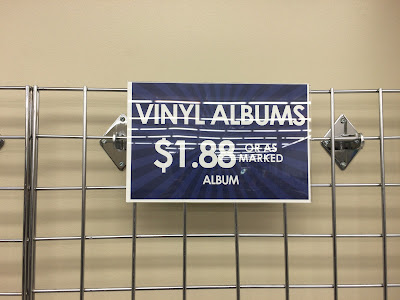 VINYL ALBUMS
$1.88 OR AS
MARKED
ALBUM